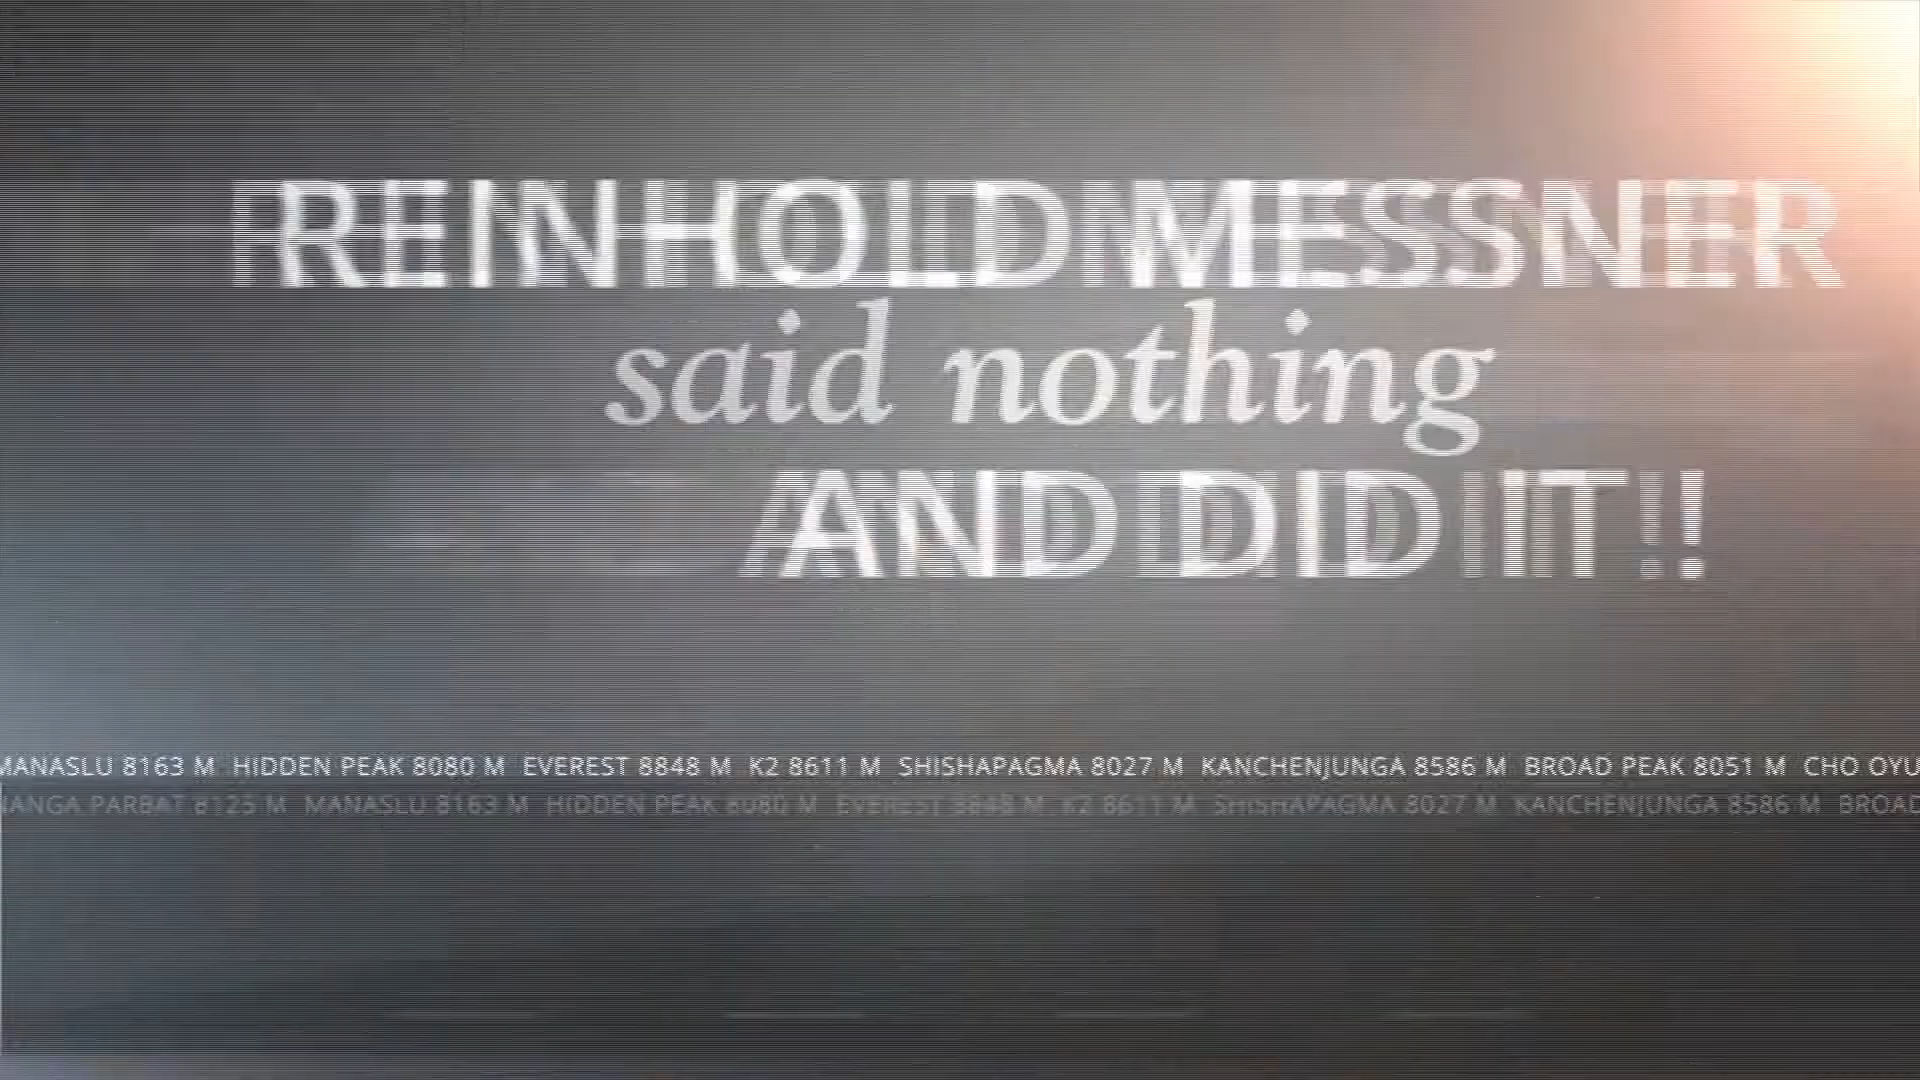 REINHOLD MESSNER
said nothing
AND DID IT!!
MANASLU 8163 M HIDDEN PEAK 8080 M EVEREST 8848 M K2 8611 M SHISHAPAGMA 8027 M KANCHENJUNGA 8586 M BROAD PEAK 8051 M CHO OYU
NANGA PARBAT 8125 M MANASLU 8163 M HIDDEN PEAK 8080 M EVEREST 8848 M K2 8611 M SHISHAPAGMA 8027 M KANCHENJUNGA 8586 M BROAD